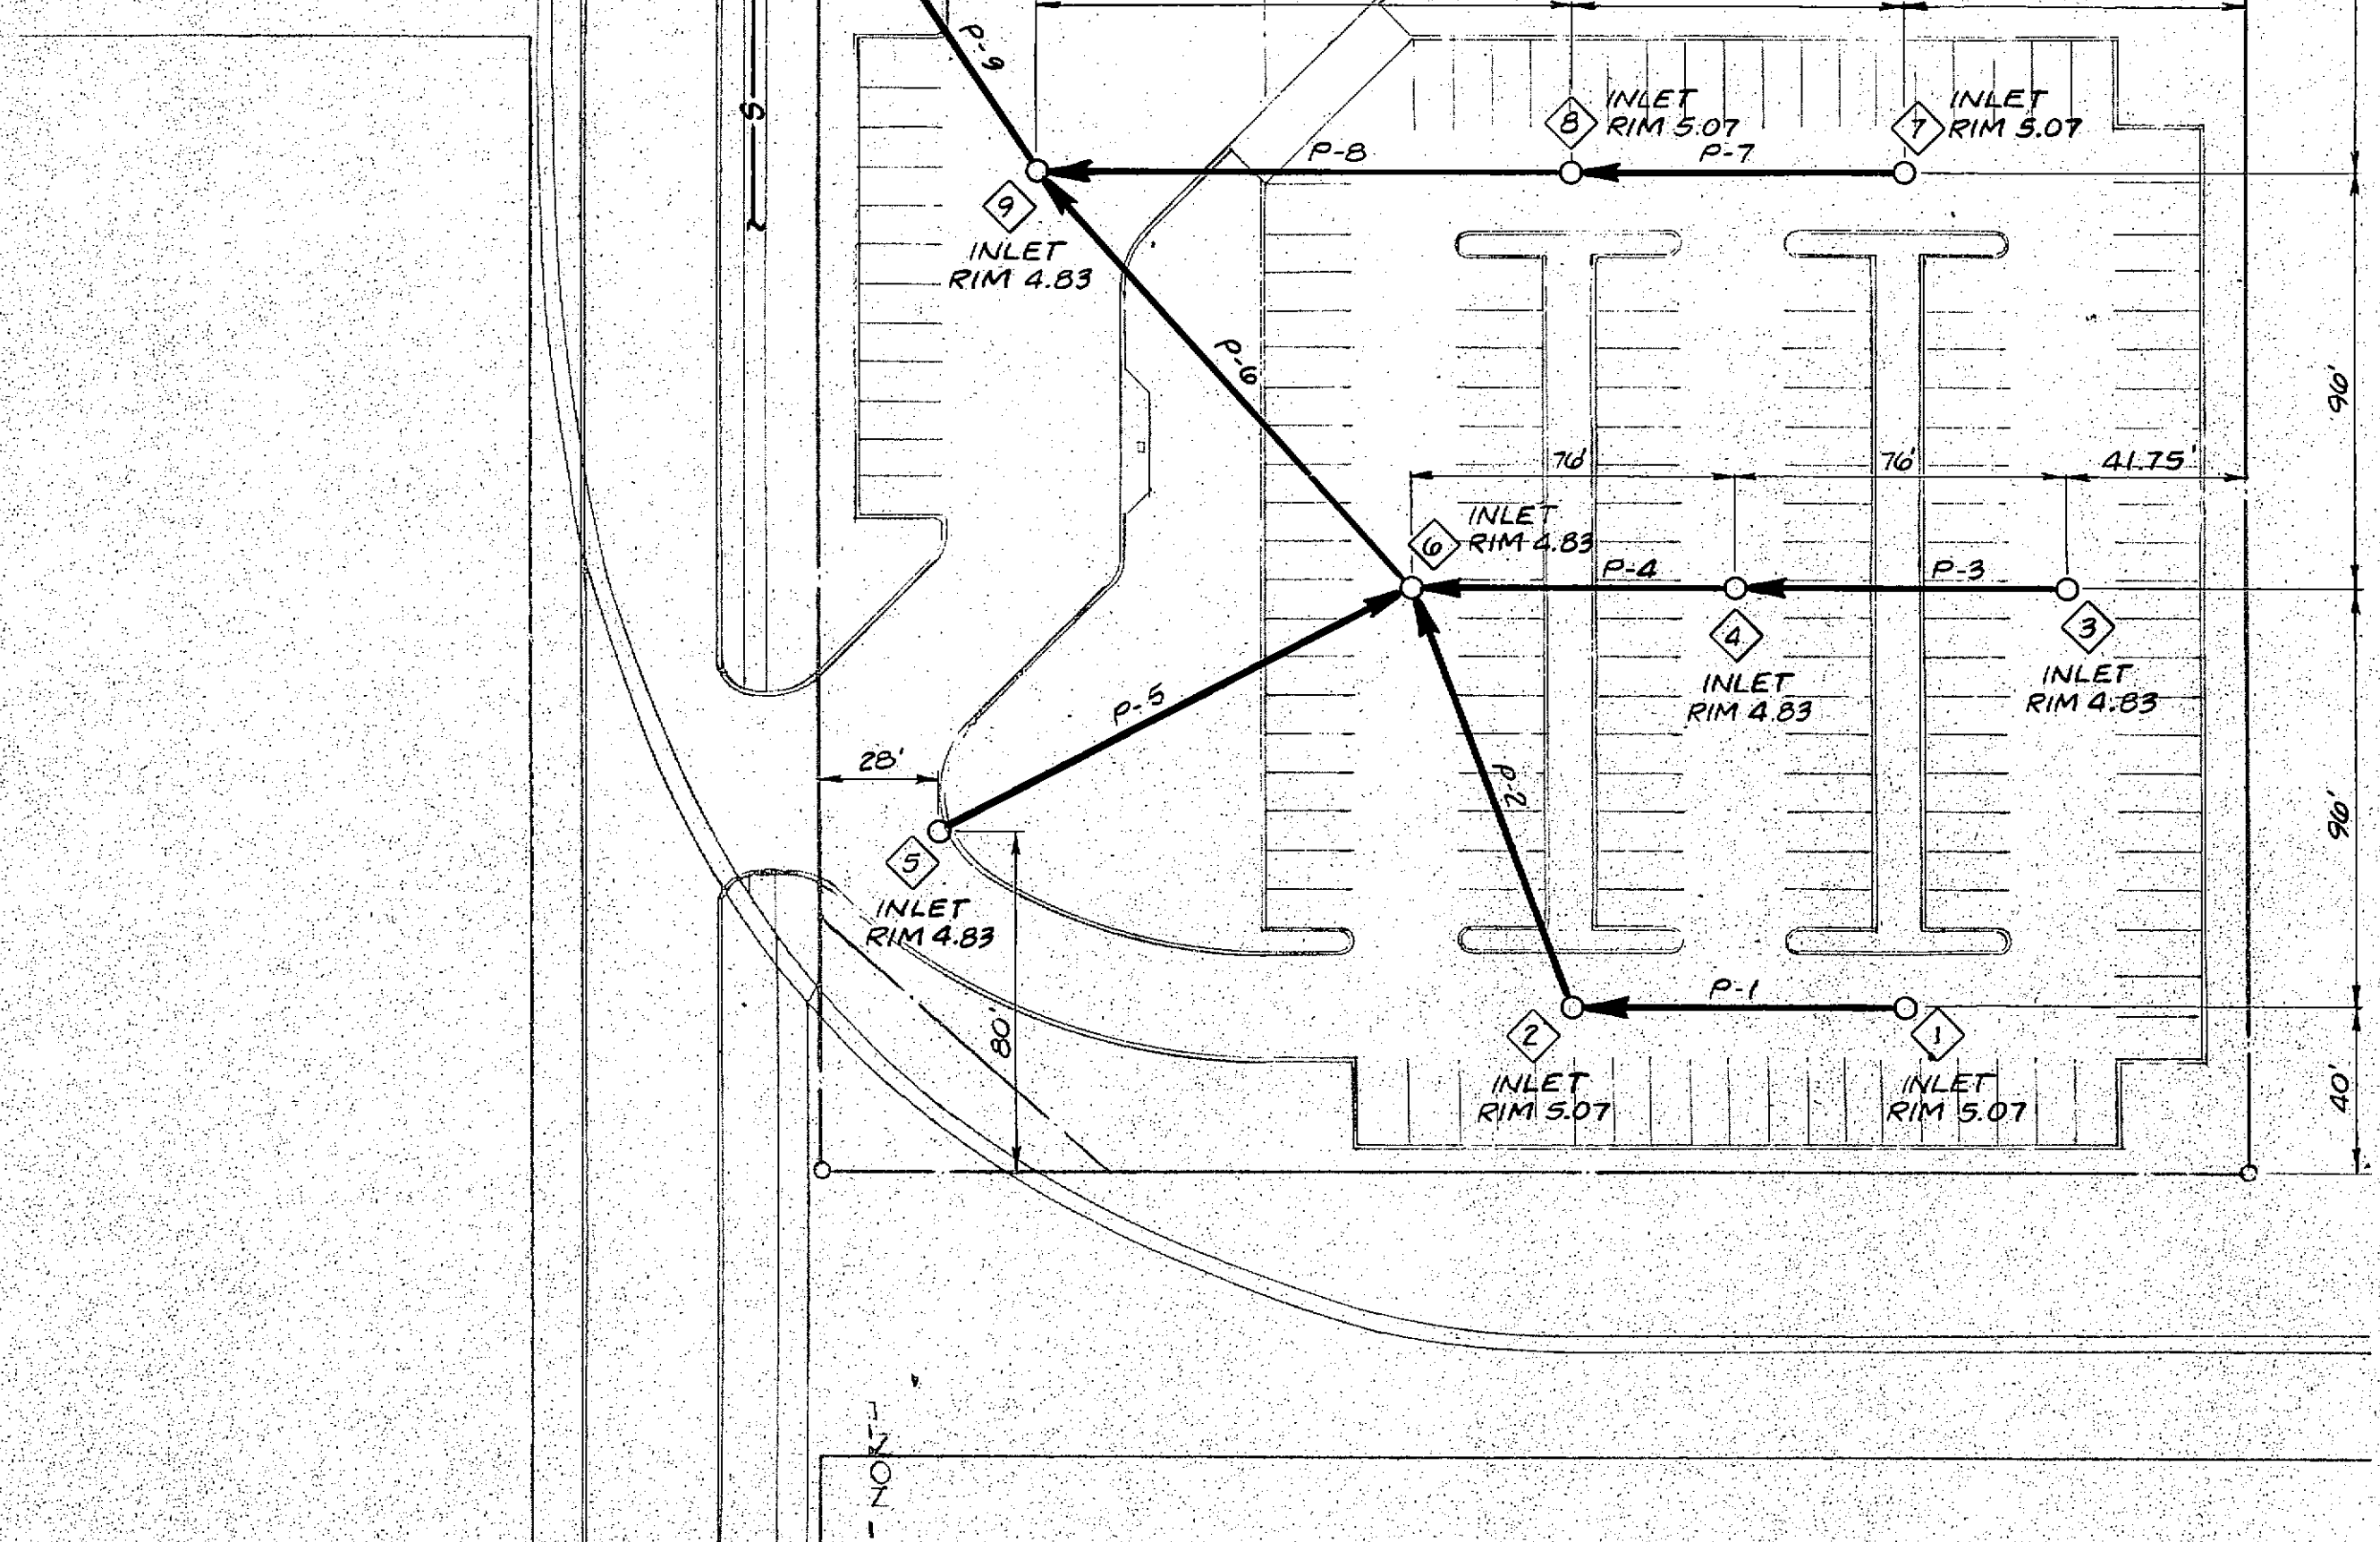 P-9
S
8
INLET
RIM 5.07
7
INLET
RIM 5.07
P-8
P-7
9
INLET
RIM 4.83
P-6
96'
76'
76'
41.75'
INLET
RIM 4.83
6
P-4
P-3
4
INLET
RIM 4.83
3
INLET
RIM 4.83
P-5
28'
P-2
96'
5
INLET
RIM 4.83
80'
P-1
2
INLET
RIM 5.07
1
INLET
RIM 5.07
40'
NORTH